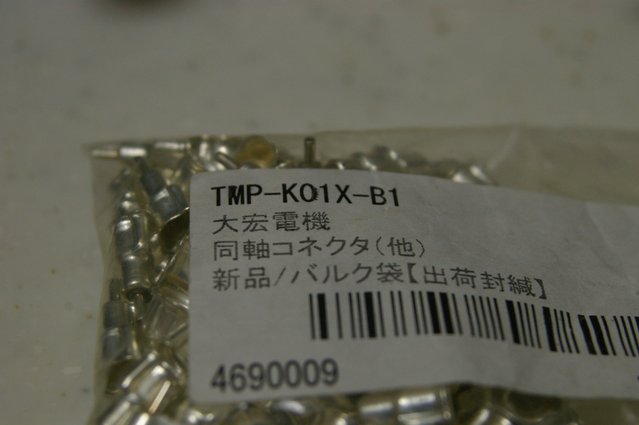 TMP-K01X-B1
大宏電機
同軸コネクタ(他)
新品/バルク袋【出荷封緘】
4690009